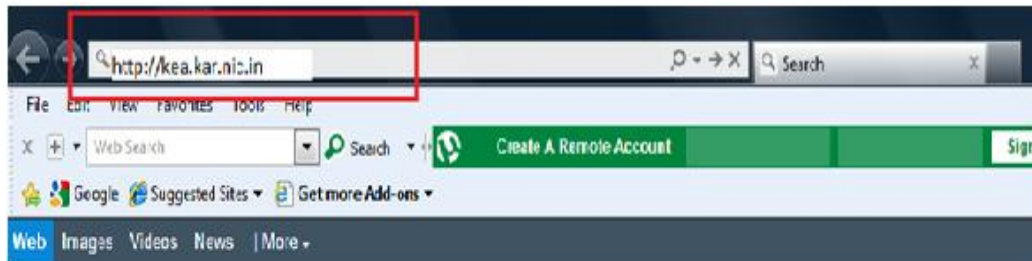 http://kea.kar.nic.in
Search
File Edit View Favorites Tools Help
Web Search
Search
Create A Remote Account
Sign
Google Suggested Sites Get more Add-ons
Web Images Videos News | More